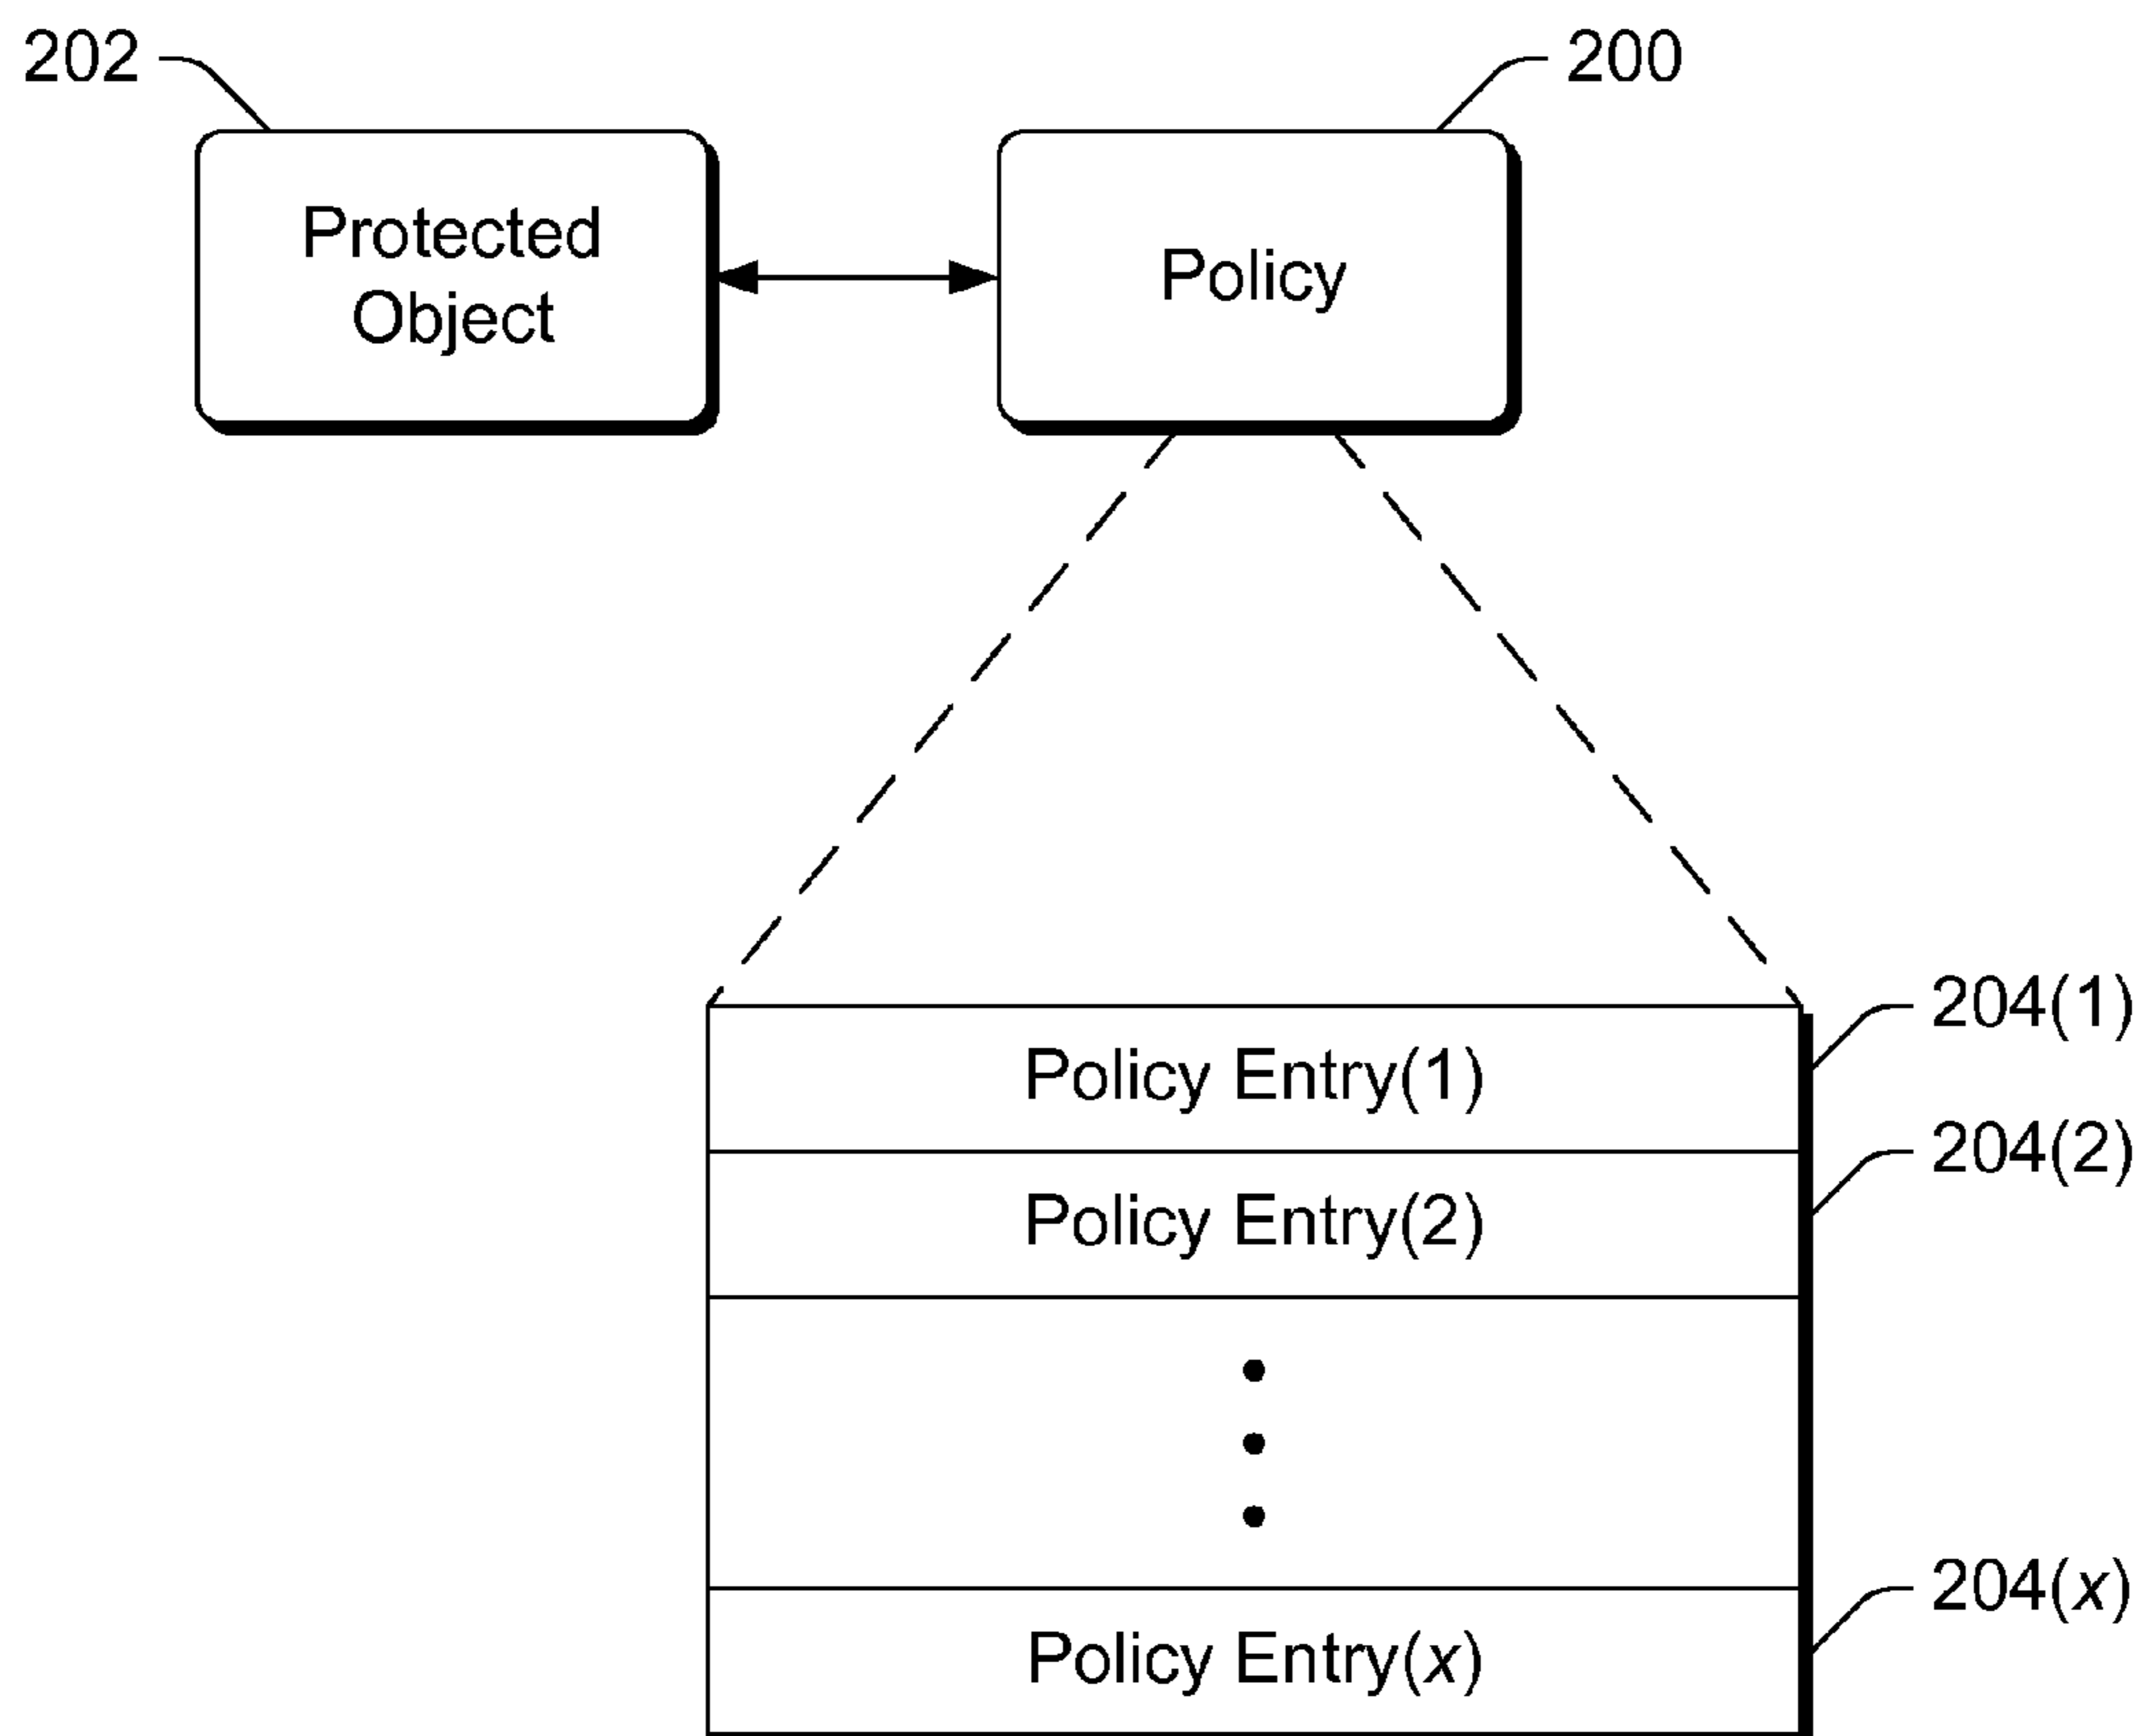 202
200
Protected
Object
Policy
204(1)
Policy Entry(1)
204(2)
Policy Entry(2)
204(x)
Policy Entry(x)